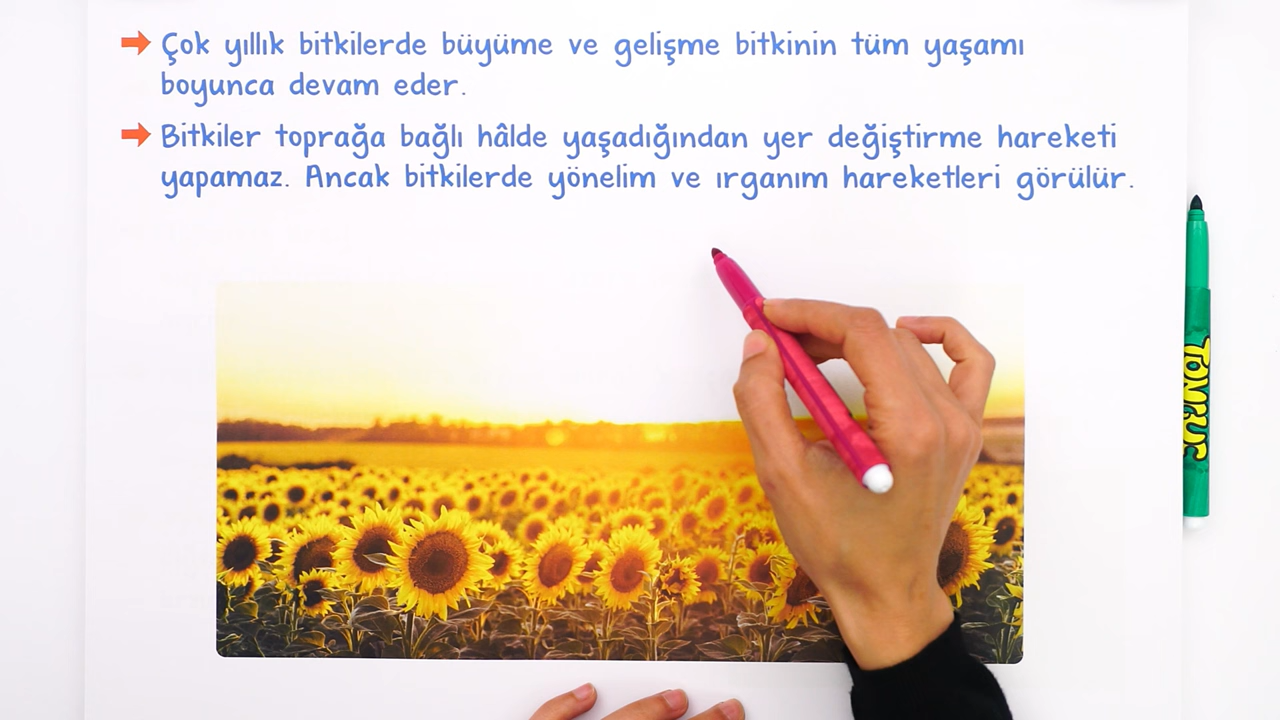 Çok yıllık bitkilerde büyüme ve gelişme bitkinin tüm yaşamı
boyunca devam eder.
Bitkiler toprağa bağlı hâlde yaşadığından yer değiştirme hareketi
yapamaz. Ancak bitkilerde yönelim ve ırganım hareketleri görülür.
TOMBUL